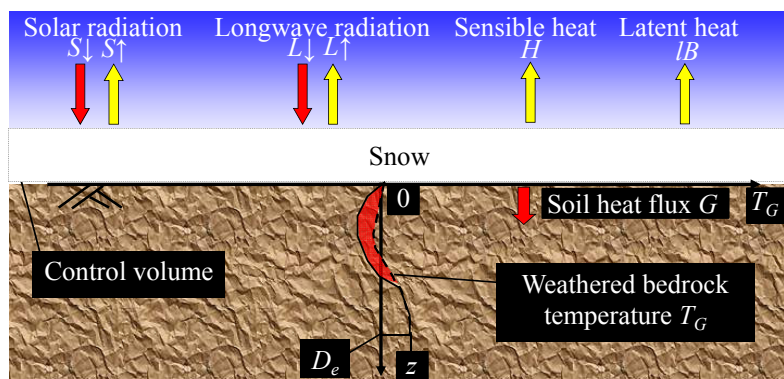 Solar radiation
S↓ S↑
Longwave radiation
L↓ L↑
Sensible heat
H
Latent heat
lB
Snow
0
Soil heat flux G
T_G
Control volume
Weathered bedrock
temperature T_G
D_e
z